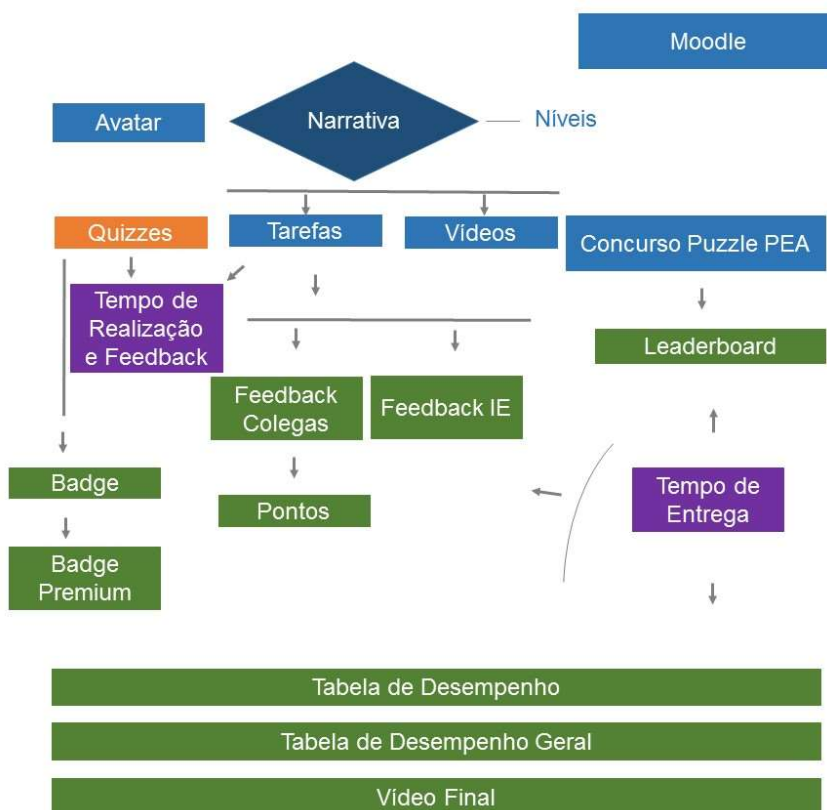 Moodle
Avatar
Narrativa
Níveis
Quizzes
Tarefas
Vídeos
Concurso Puzzle PEA
Tempo de
Realização
e Feedback
Leaderboard
Feedback
Colegas
Feedback IE
Badge
Pontos
Tempo de
Entrega
Badge
Premium
Tabela de Desempenho
Tabela de Desempenho Geral
Vídeo Final